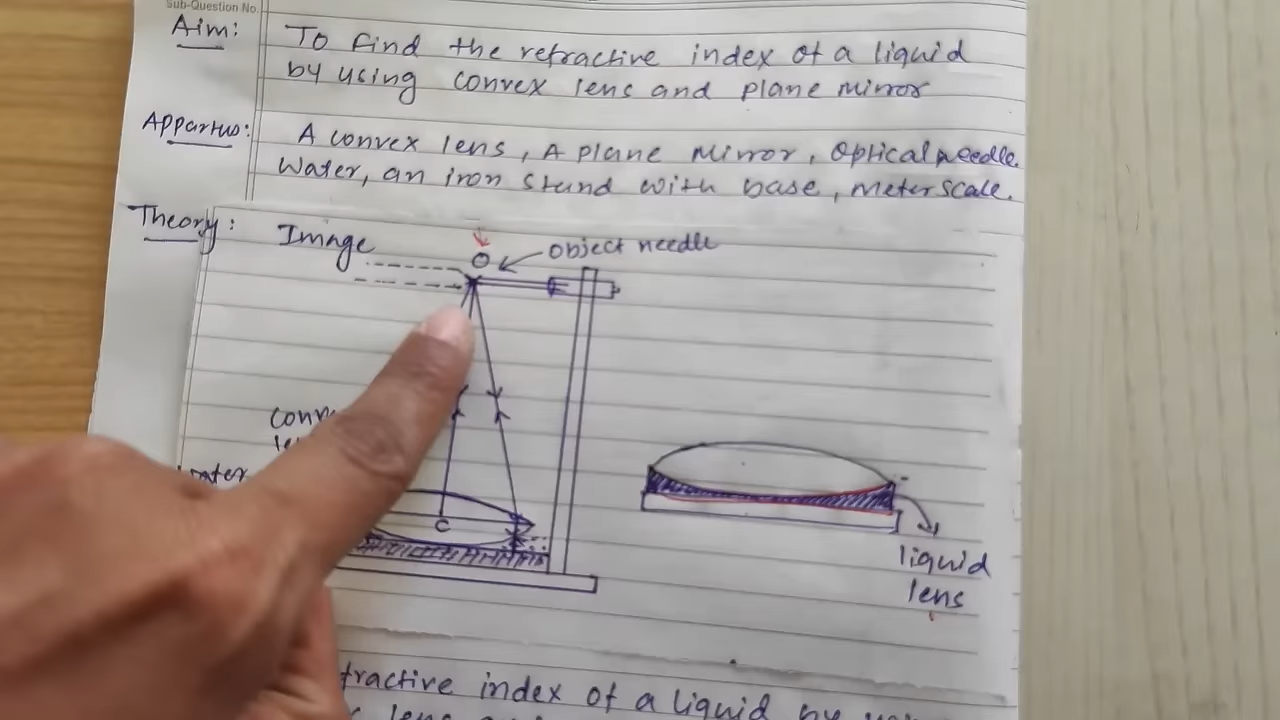 Sub-Question No.
Aim: To find the refractive index of a liquid
by using convex lens and plane mirror
Appartus: A convex lens, A plane mirror, Optical needle
Water, an iron stand with base, meter scale.
Theory: Image
O
object needle
C
liquid
lens
index of a liquid by